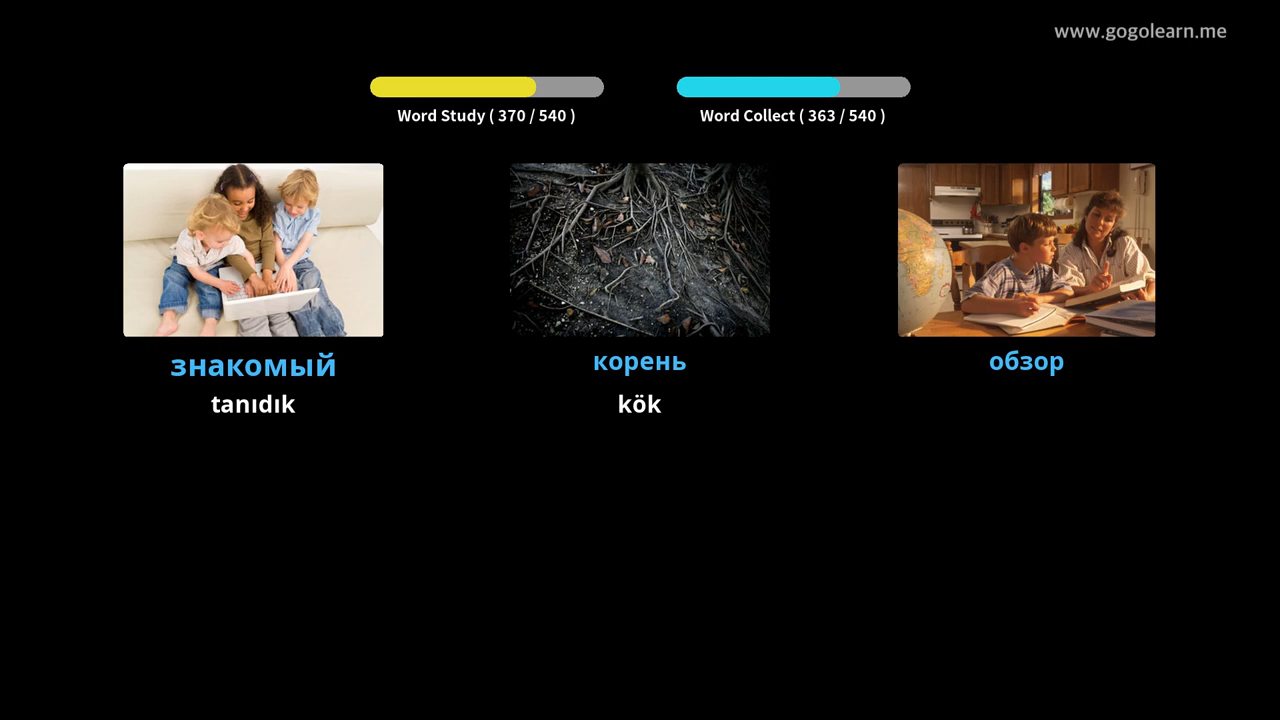 www.gogolearn.me
Word Study ( 370 / 540 )
Word Collect ( 363 / 540 )
знакомый
tanıdık
корень
kök
обзор